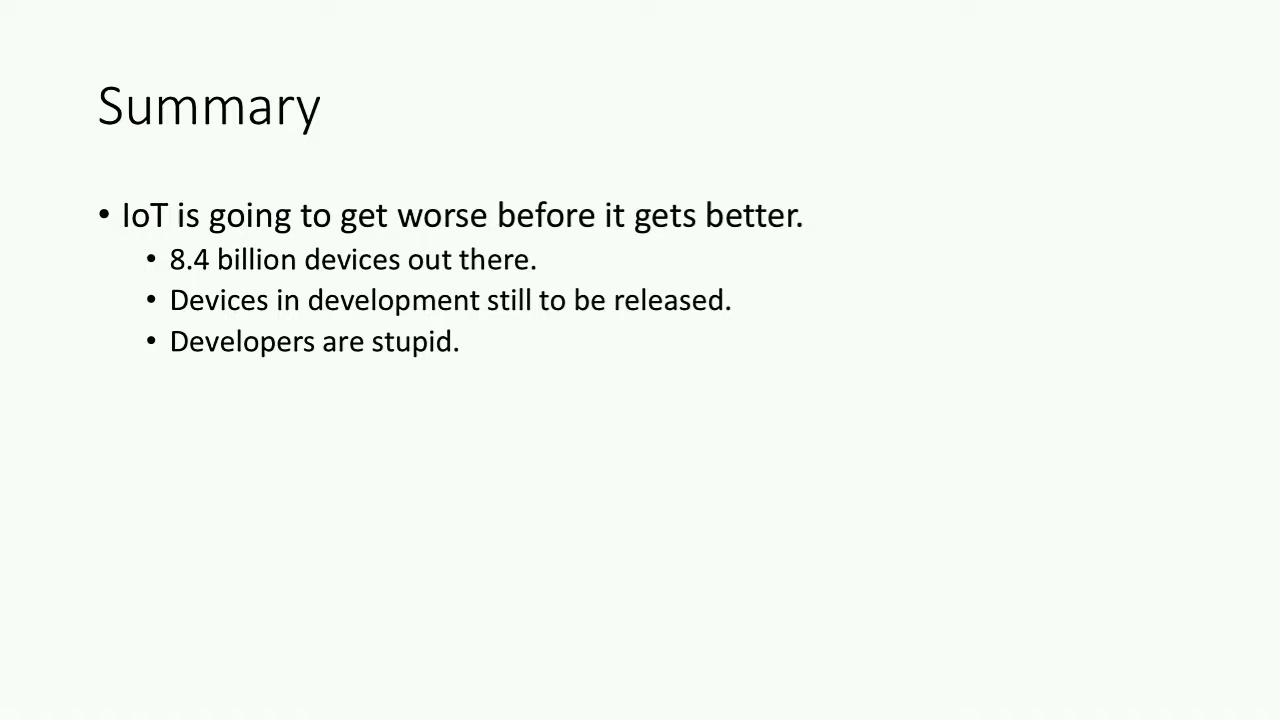 Summary
• IoT is going to get worse before it gets better.
• 8.4 billion devices out there.
• Devices in development still to be released.
• Developers are stupid.